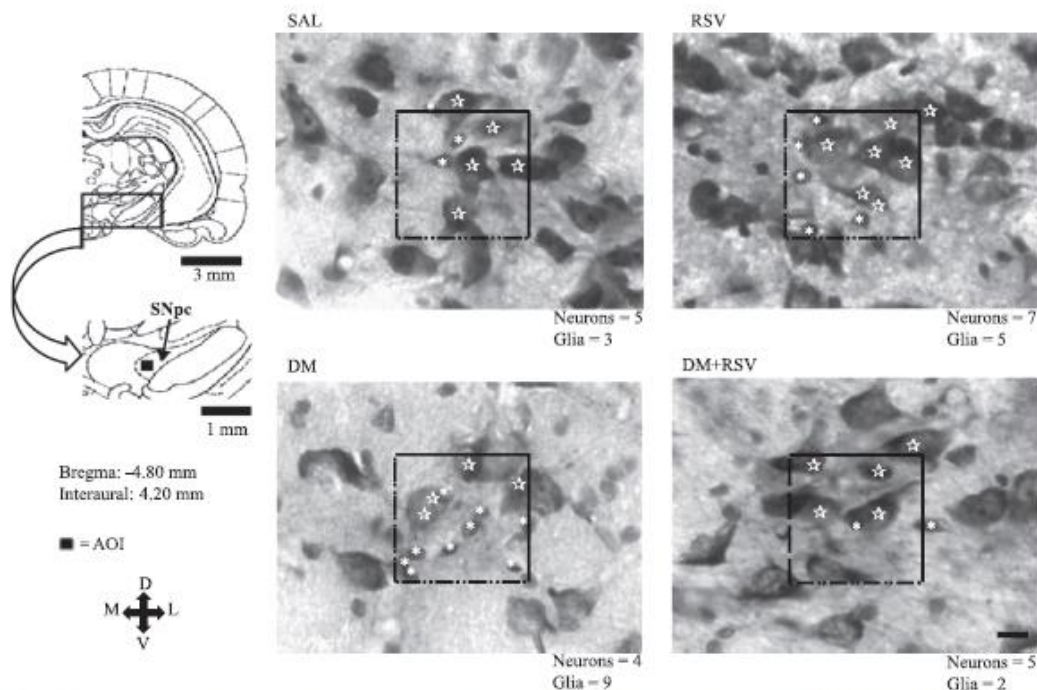 SAL
RSV
3 mm
SNpc
1 mm
Bregma: –4.80 mm
Interaural: 4.20 mm
= AOI
D
M L
V
Neurons = 5
Glia = 3
Neurons = 7
Glia = 5
DM
DM+RSV
Neurons = 4
Glia = 9
Neurons = 5
Glia = 2